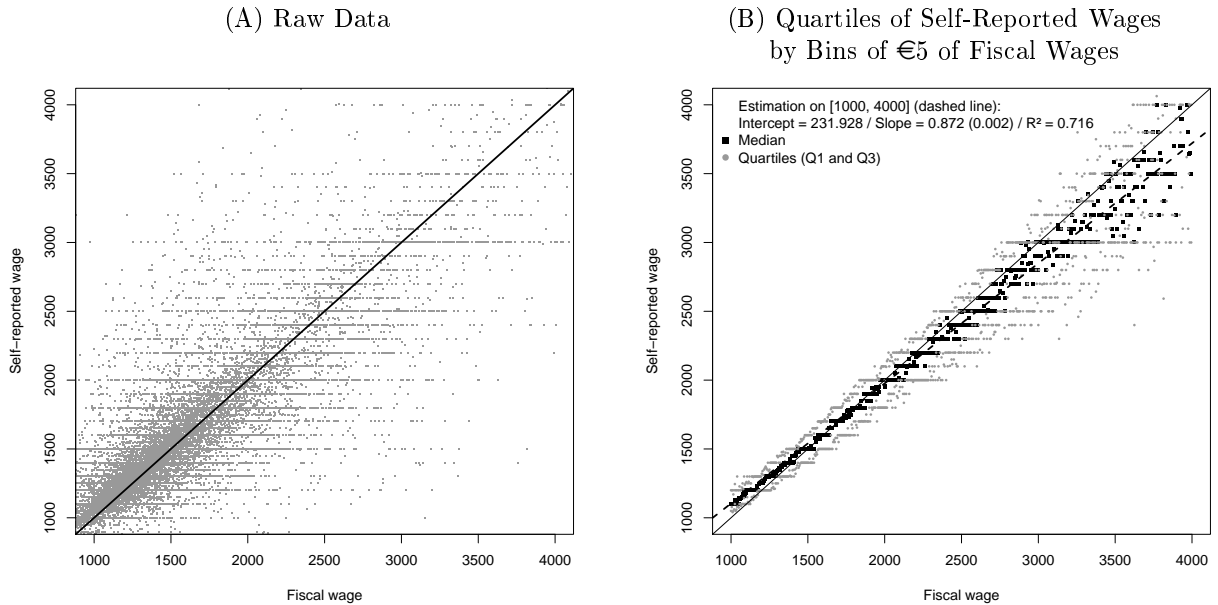 (A) Raw Data
4000
3500
3000
2500
2000
1500
1000
Self−reported wage
1000 1500 2000 2500 3000 3500 4000
Fiscal wage
(B) Quartiles of Self-Reported Wages
by Bins of €5 of Fiscal Wages
Estimation on [1000, 4000] (dashed line):
Intercept = 231.928 / Slope = 0.872 (0.002) / R² = 0.716
Median
Quartiles (Q1 and Q3)
4000
3500
3000
2500
2000
1500
1000
Self−reported wage
1000 1500 2000 2500 3000 3500 4000
Fiscal wage